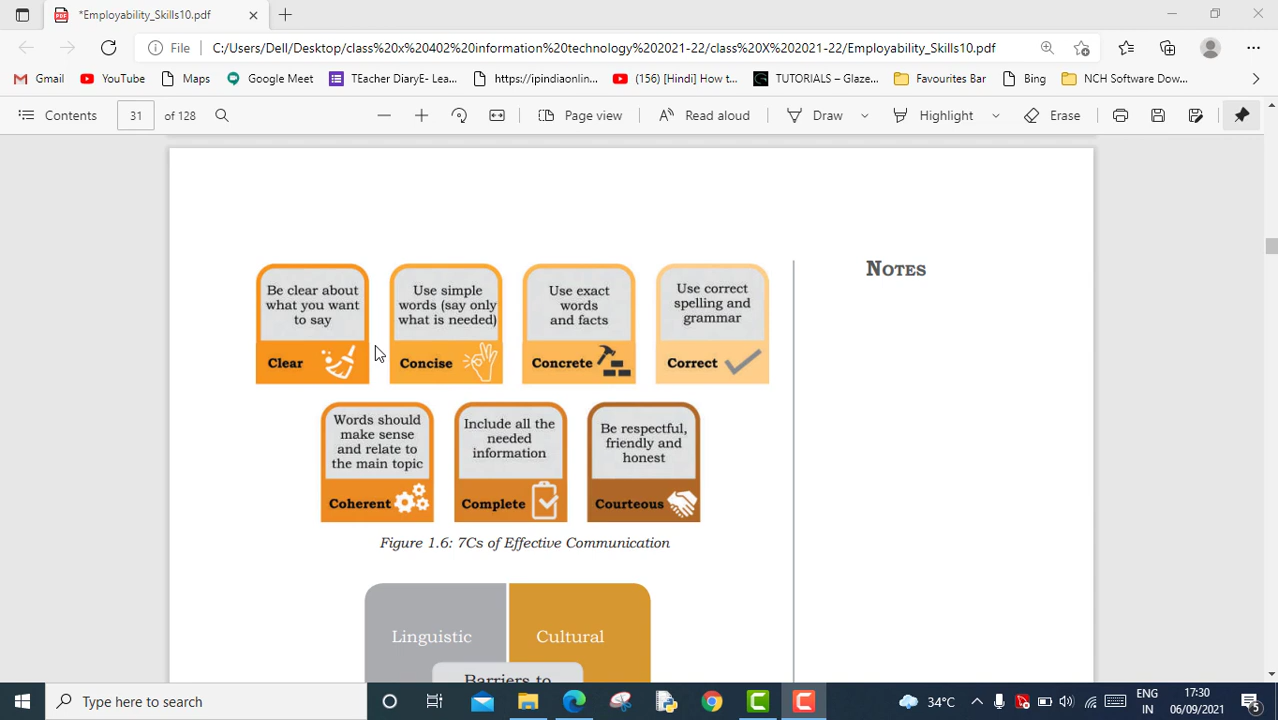 *Employability_Skills10.pdf
File C:/Users/Dell/Desktop/class%20x%20402%20information%20technology%202021-22/class%20X%202021-22/Employability_Skills10.pdf
Gmail YouTube Maps Google Meet TEacher DiaryE- Lea... https://ipindiaonlin... (156) [Hindi] How t... TUTORIALS – Glaze... Favourites Bar Bing NCH Software Dow...
Contents 31 of 128 Page view Read aloud Draw Highlight Erase
NOTES
Be clear about
what you want
to say
Clear
Use simple
words (say only
what is needed)
Concise
Use exact
words
and facts
Concrete
Use correct
spelling and
grammar
Correct
Words should
make sense
and relate to
the main topic
Coherent
Include all the
needed
information
Complete
Be respectful,
friendly and
honest
Courteous
Figure 1.6: 7Cs of Effective Communication
Linguistic Cultural
Barriers to
Type here to search
34°C
ENG
IN
17:30
06/09/2021
5